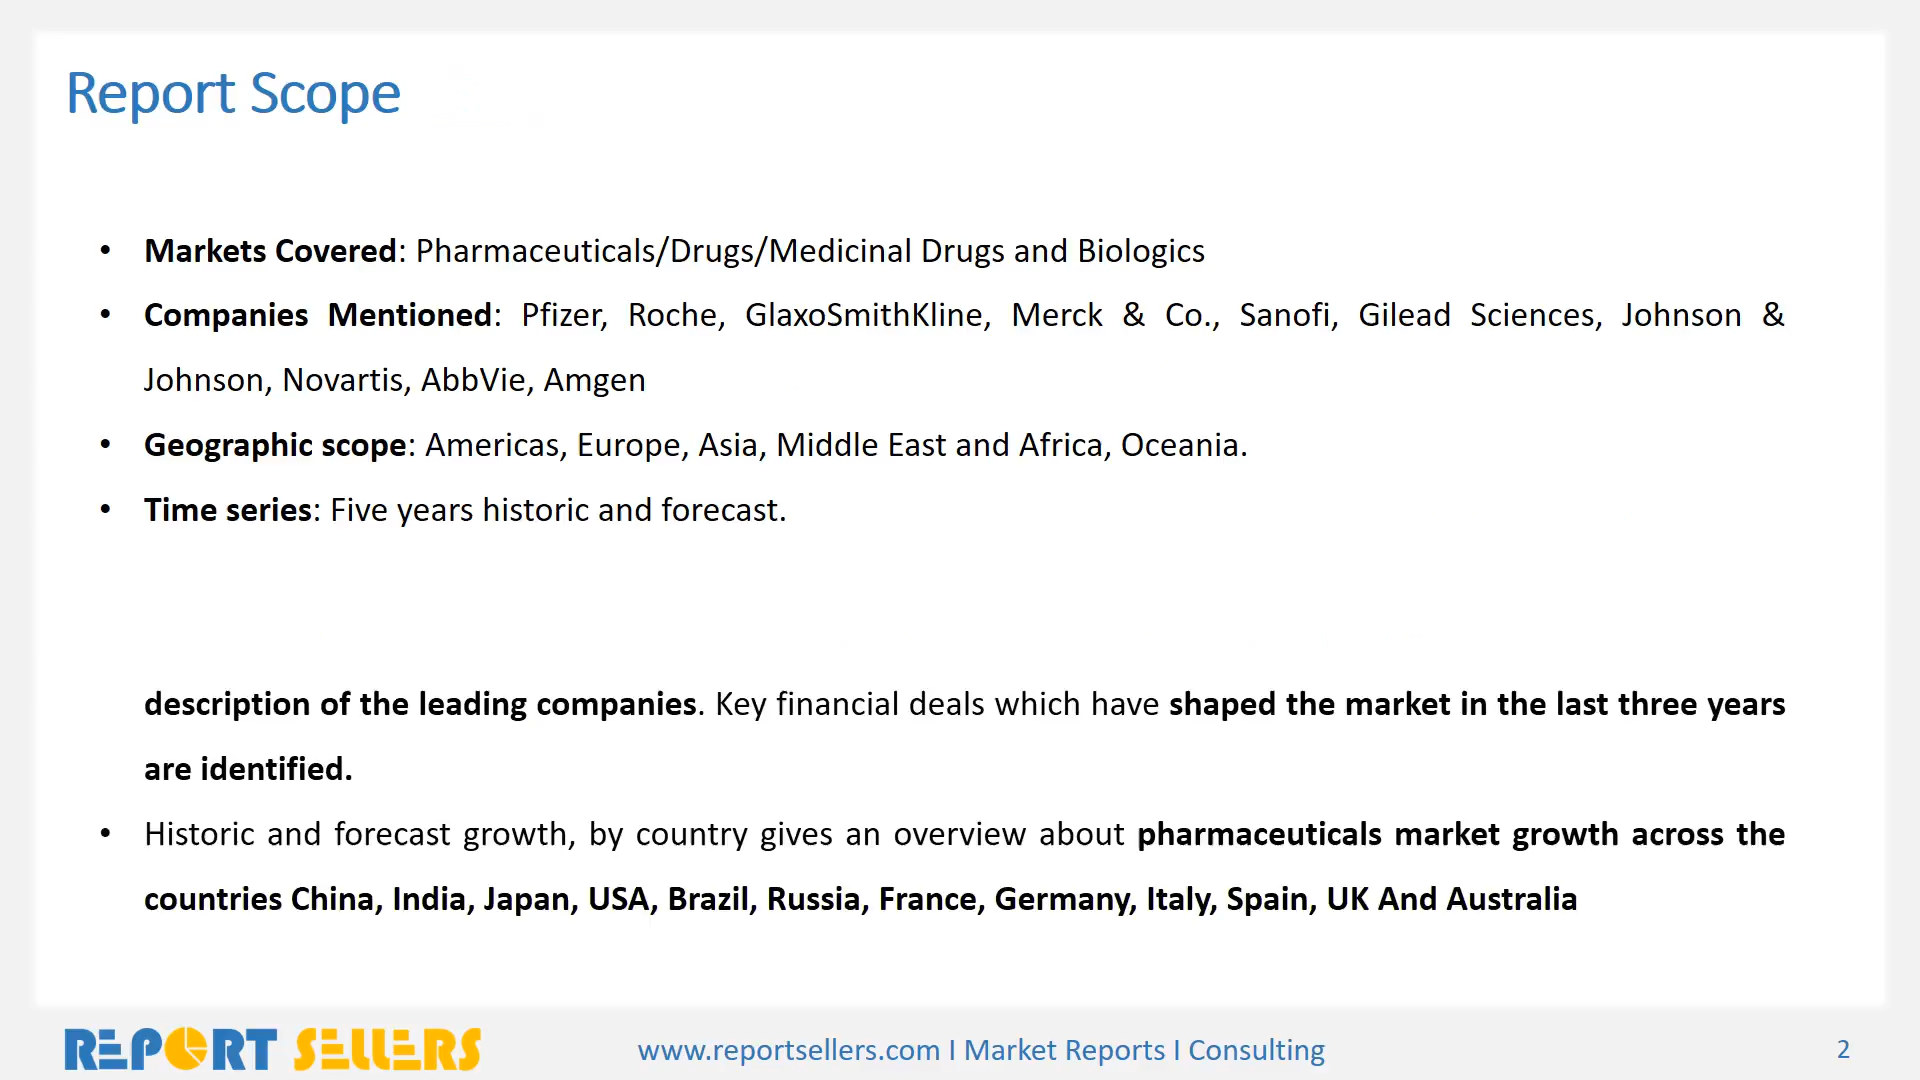 Report Scope
• Markets Covered: Pharmaceuticals/Drugs/Medicinal Drugs and Biologics
• Companies Mentioned: Pfizer, Roche, GlaxoSmithKline, Merck & Co., Sanofi, Gilead Sciences, Johnson &
Johnson, Novartis, AbbVie, Amgen
• Geographic scope: Americas, Europe, Asia, Middle East and Africa, Oceania.
• Time series: Five years historic and forecast.
description of the leading companies. Key financial deals which have shaped the market in the last three years
are identified.
• Historic and forecast growth, by country gives an overview about pharmaceuticals market growth across the
countries China, India, Japan, USA, Brazil, Russia, France, Germany, Italy, Spain, UK And Australia
REPORT SELLERS
www.reportsellers.com I Market Reports I Consulting
2